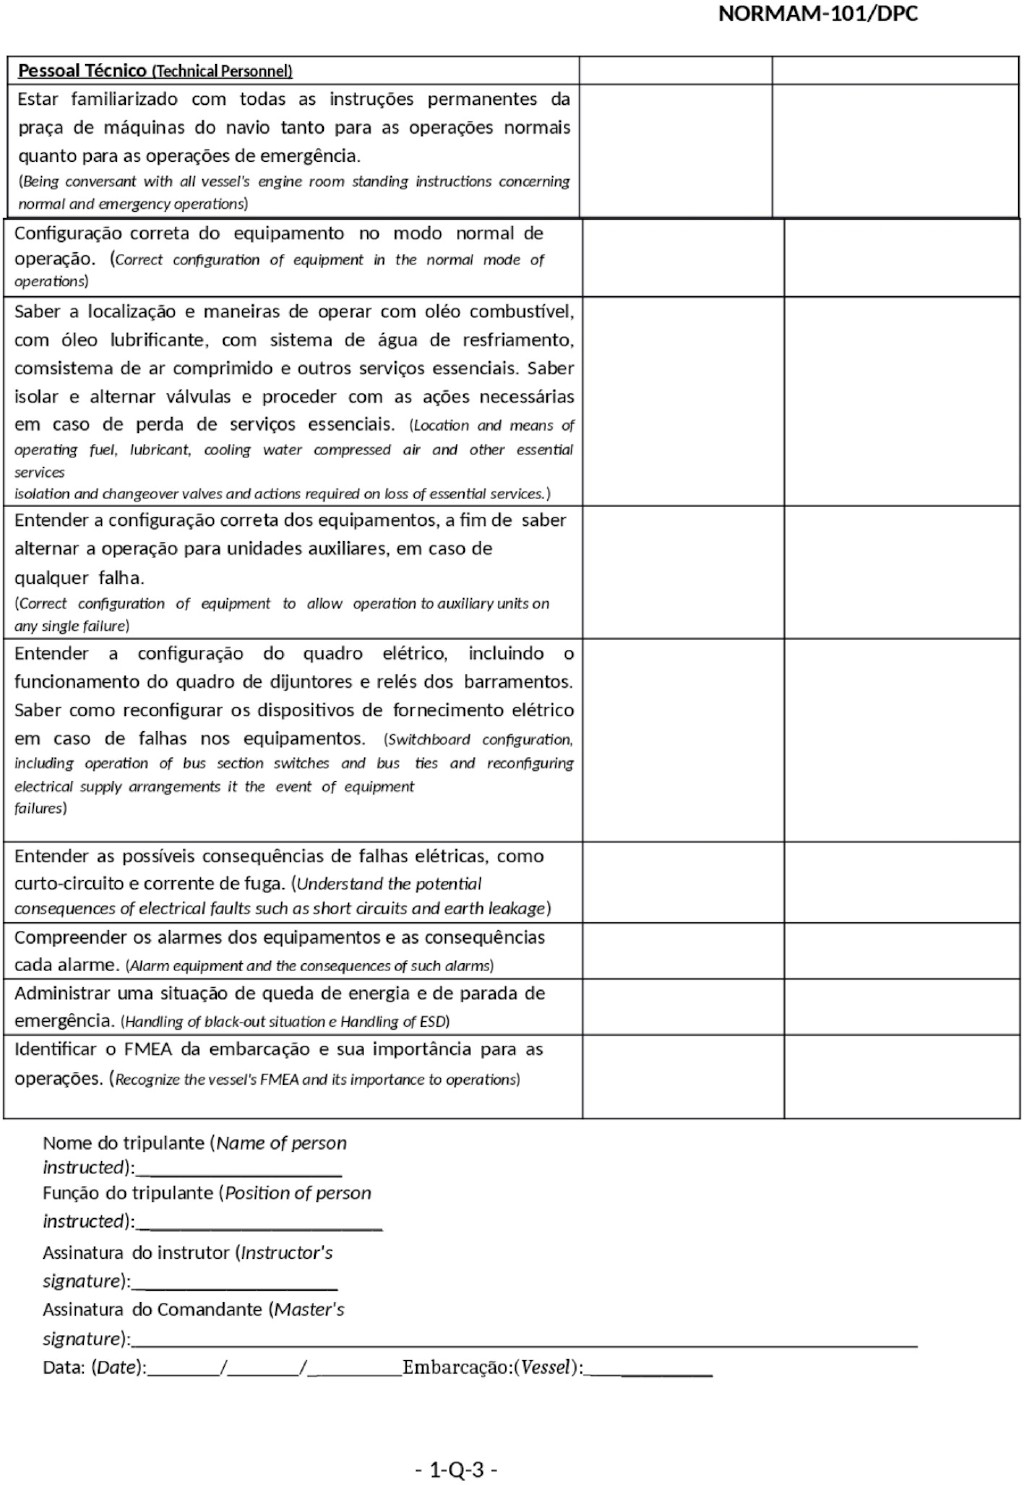 NORMAM-101/DPC
Pessoal Técnico (Technical Personnel)
Estar familiarizado com todas as instruções permanentes da
praça de máquinas do navio tanto para as operações normais
quanto para as operações de emergência.
(Being conversant with all vessel's engine room standing instructions concerning
normal and emergency operations)
Configuração correta do equipamento no modo normal de
operação. (Correct configuration of equipment in the normal mode of
operations)
Saber a localização e maneiras de operar com oléo combustível,
com óleo lubrificante, com sistema de água de resfriamento,
comsistema de ar comprimido e outros serviços essenciais. Saber
isolar e alternar válvulas e proceder com as ações necessárias
em caso de perda de serviços essenciais. (Location and means of
operating fuel, lubricant, cooling water compressed air and other essential
services
isolation and changeover valves and actions required on loss of essential services.)
Entender a configuração correta dos equipamentos, a fim de saber
alternar a operação para unidades auxiliares, em caso de
qualquer falha.
(Correct configuration of equipment to allow operation to auxiliary units on
any single failure)
Entender a configuração do quadro elétrico, incluindo o
funcionamento do quadro de dijuntores e relés dos barramentos.
Saber como reconfigurar os dispositivos de fornecimento elétrico
em caso de falhas nos equipamentos. (Switchboard configuration,
including operation of bus section switches and bus ties and reconfiguring
electrical supply arrangements it the event of equipment
failures)
Entender as possíveis consequências de falhas elétricas, como
curto-circuito e corrente de fuga. (Understand the potential
consequences of electrical faults such as short circuits and earth leakage)
Compreender os alarmes dos equipamentos e as consequências
cada alarme. (Alarm equipment and the consequences of such alarms)
Administrar uma situação de queda de energia e de parada de
emergência. (Handling of black-out situation e Handling of ESD)
Identificar o FMEA da embarcação e sua importância para as
operações. (Recognize the vessel's FMEA and its importance to operations)
Nome do tripulante (Name of person
instructed):____________________
Função do tripulante (Position of person
instructed):________________________
Assinatura do instrutor (Instructor's
signature):____________________
Assinatura do Comandante (Master's
signature):______________________________________________________________________________
Data: (Date):_______/_______/_________Embarcação:(Vessel):_____________
- 1-Q-3 -